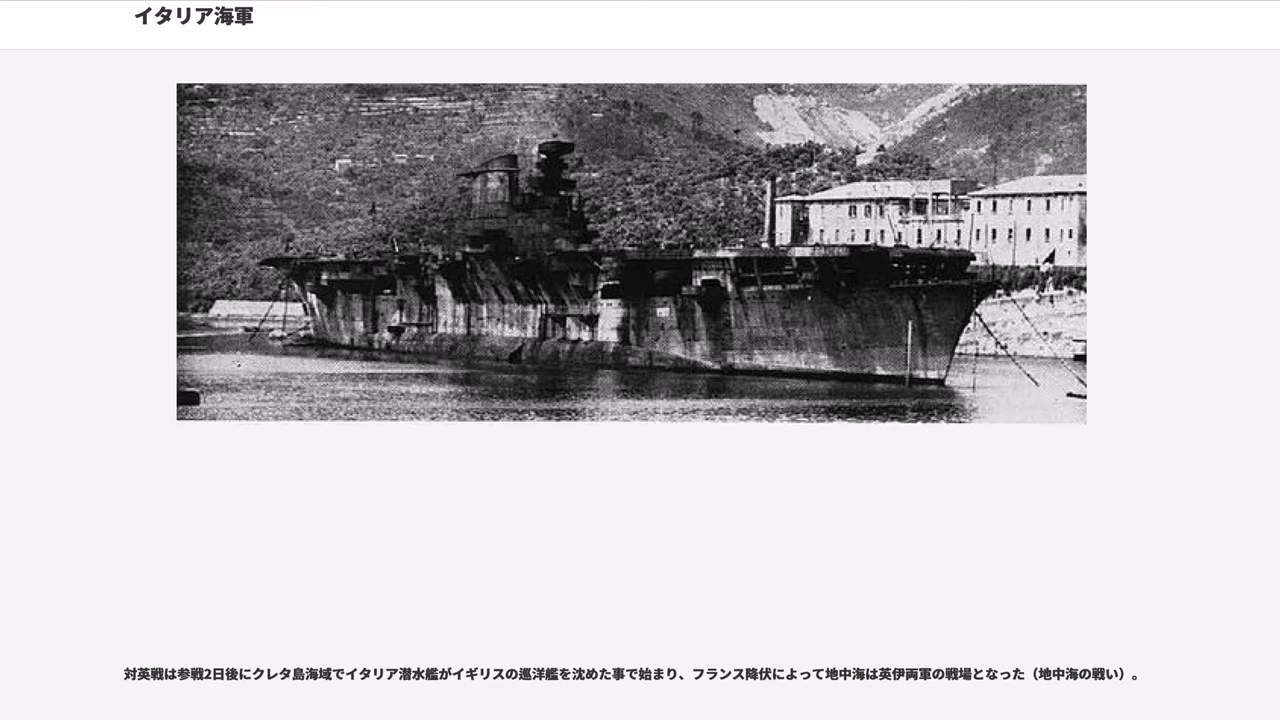 イタリア海軍
対英戦は参戦2日後にクレタ島海域でイタリア潜水艦がイギリスの巡洋艦を沈めた事で始まり、フランス降伏によって地中海は英伊両軍の戦場となった（地中海の戦い）。